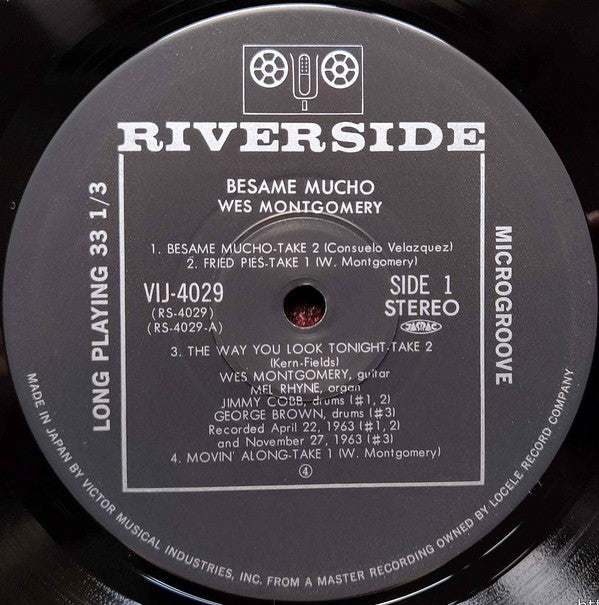 RIVERSIDE
BESAME MUCHO
WES MONTGOMERY
1. BESAME MUCHO-TAKE 2 (Consuelo Velazquez)
2. FRIED PIES-TAKE 1 (W. Montgomery)
VIJ-4029
(RS-4029)
(RS-4029-A)
SIDE 1
STEREO
JASRAC
3. THE WAY YOU LOOK TONIGHT-TAKE 2
(Kern-Fields)
WES MONTGOMERY, guitar
MEL RHYNE, organ
JIMMY COBB, drums (#1, 2)
GEORGE BROWN, drums (#3)
Recorded April 22, 1963 (#1, 2)
and November 27, 1963 (#3)
4. MOVIN' ALONG-TAKE 1 (W. Montgomery)
④
LONG PLAYING 33 1/3
MICROGROOVE
MADE IN JAPAN BY VICTOR MUSICAL INDUSTRIES, INC. FROM A MASTER RECORDING OWNED BY LOCELE RECORD COMPANY